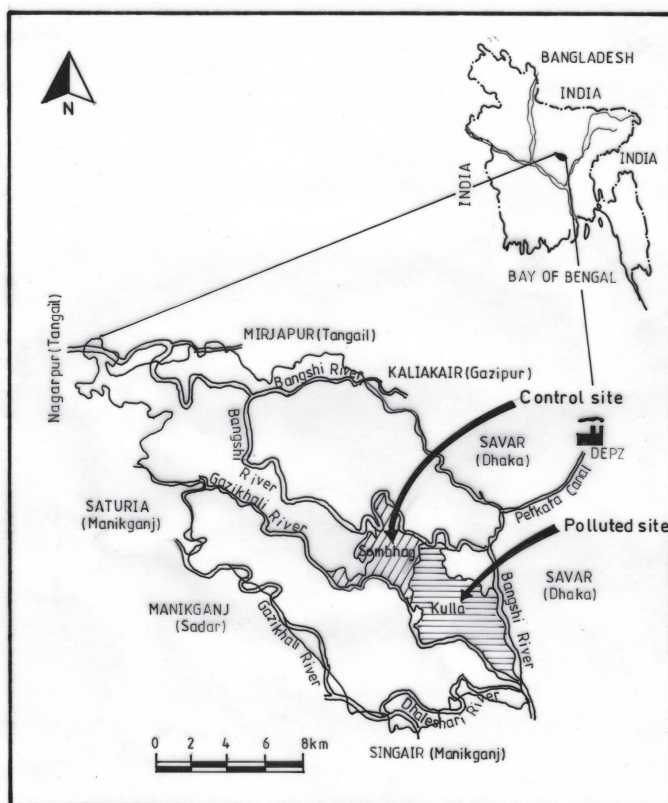 BANGLADESH
INDIA
INDIA
INDIA
BAY OF BENGAL
N
Nagarpur (Tangail)
MIRJAPUR (Tangail)
Bangshi River
KALIAKAIR (Gazipur)
Control site
Bangshi
River
SAVAR
(Dhaka)
DEPZ
Petkata Canal
Gazikhali River
SATURIA
(Manikganj)
Sombhag
Polluted site
Kulla
Bangshi River
SAVAR
(Dhaka)
MANIKGANJ
(Sadar)
Gazikhali River
Dhaleshari River
0 2 4 6 8km
SINGAIR (Manikganj)